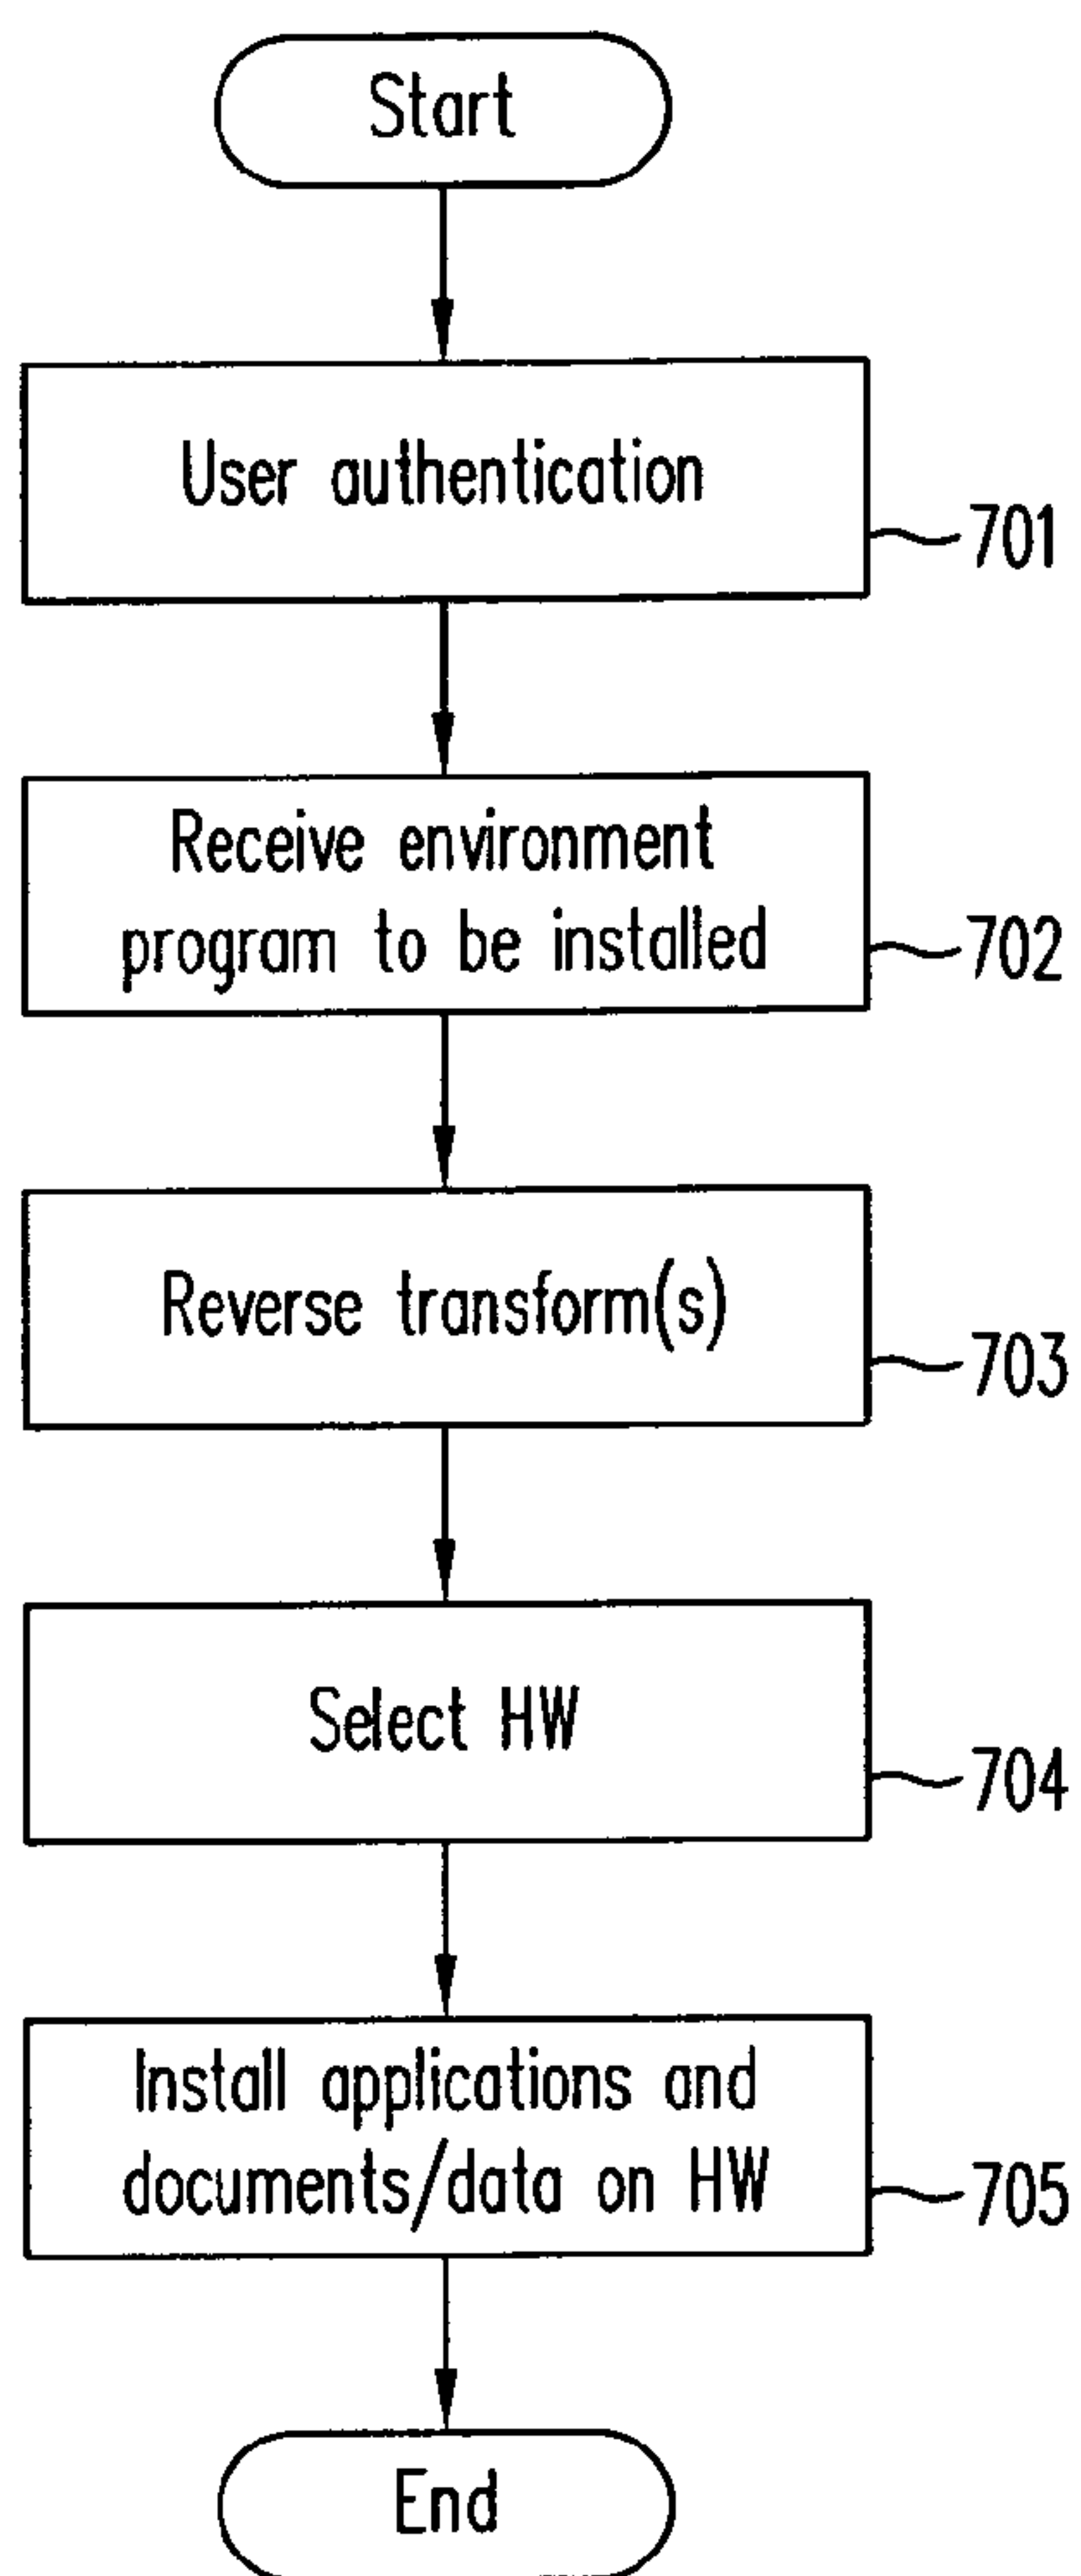 Start
User authentication
701
Receive environment
program to be installed
702
Reverse transform(s)
703
Select HW
704
Install applications and
documents/data on HW
705
End